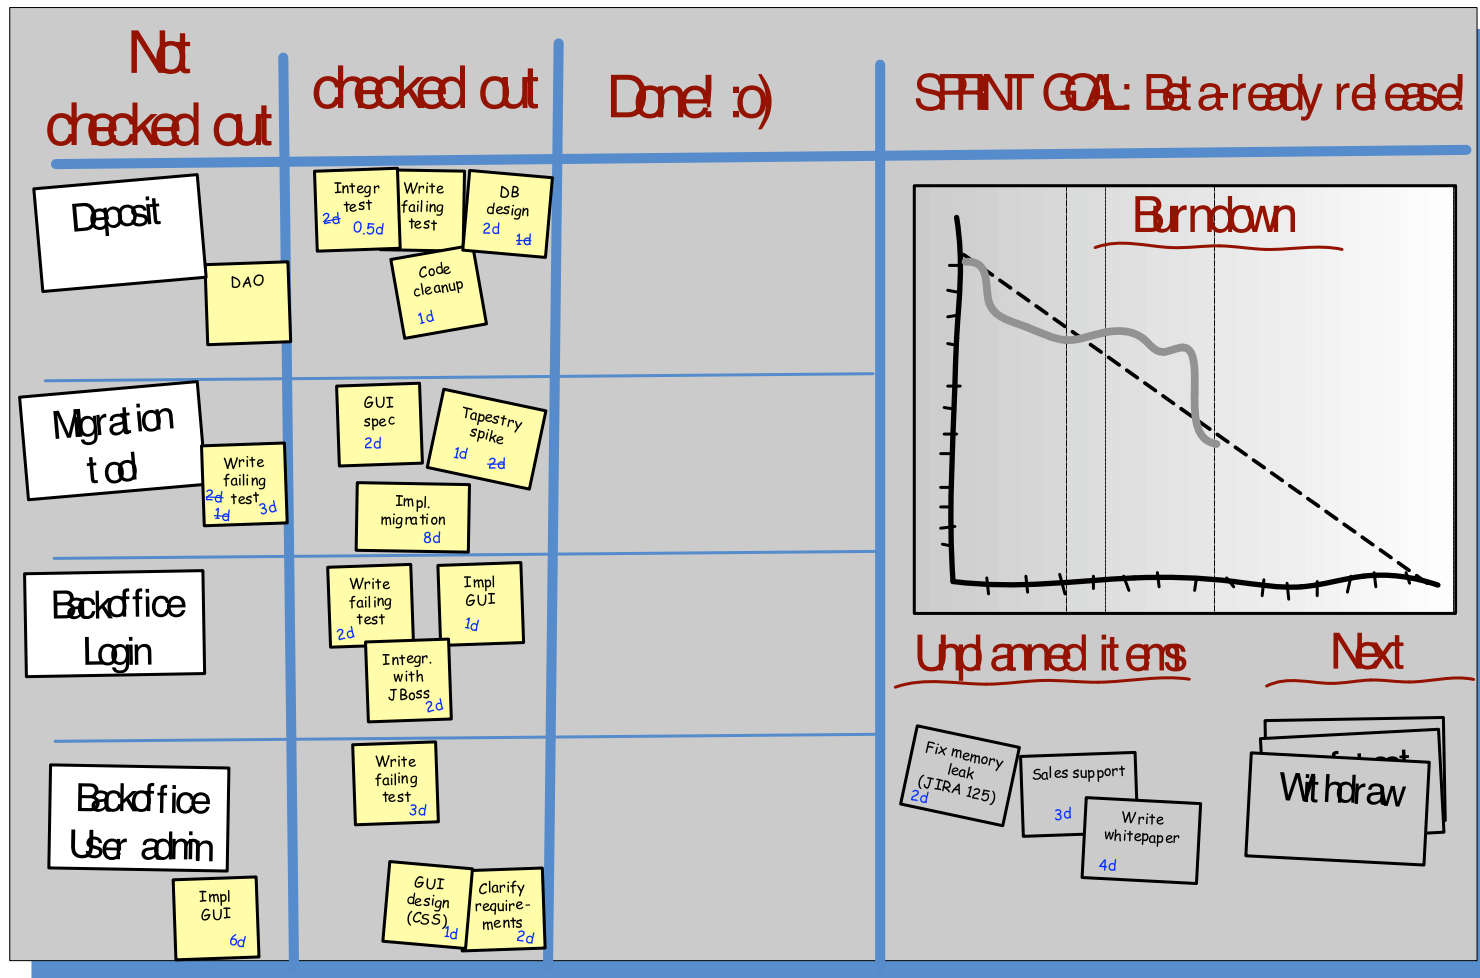 Not
checked out
checked out
Done! :o)
SPRINT GOAL: Beta-ready release!
Deposit
DAO
Integr
test
2d
0.5d
Write
failing
test
DB
design
2d
1d
Code
cleanup
1d
Migration
tool
Write
failing
test
2d
1d
3d
GUI
spec
2d
Tapestry
spike
1d
2d
Impl.
migration
8d
Backoffice
Login
Write
failing
test
2d
Impl
GUI
1d
Integr.
with
JBoss
2d
Backoffice
User admin
Impl
GUI
6d
Write
failing
test
3d
GUI
design
(CSS)
1d
Clarify
require-
ments
2d
Burndown
Unplanned items
Next
Fix memory
leak
(JIRA 125)
2d
Sales support
3d
Write
whitepaper
4d
Withdraw